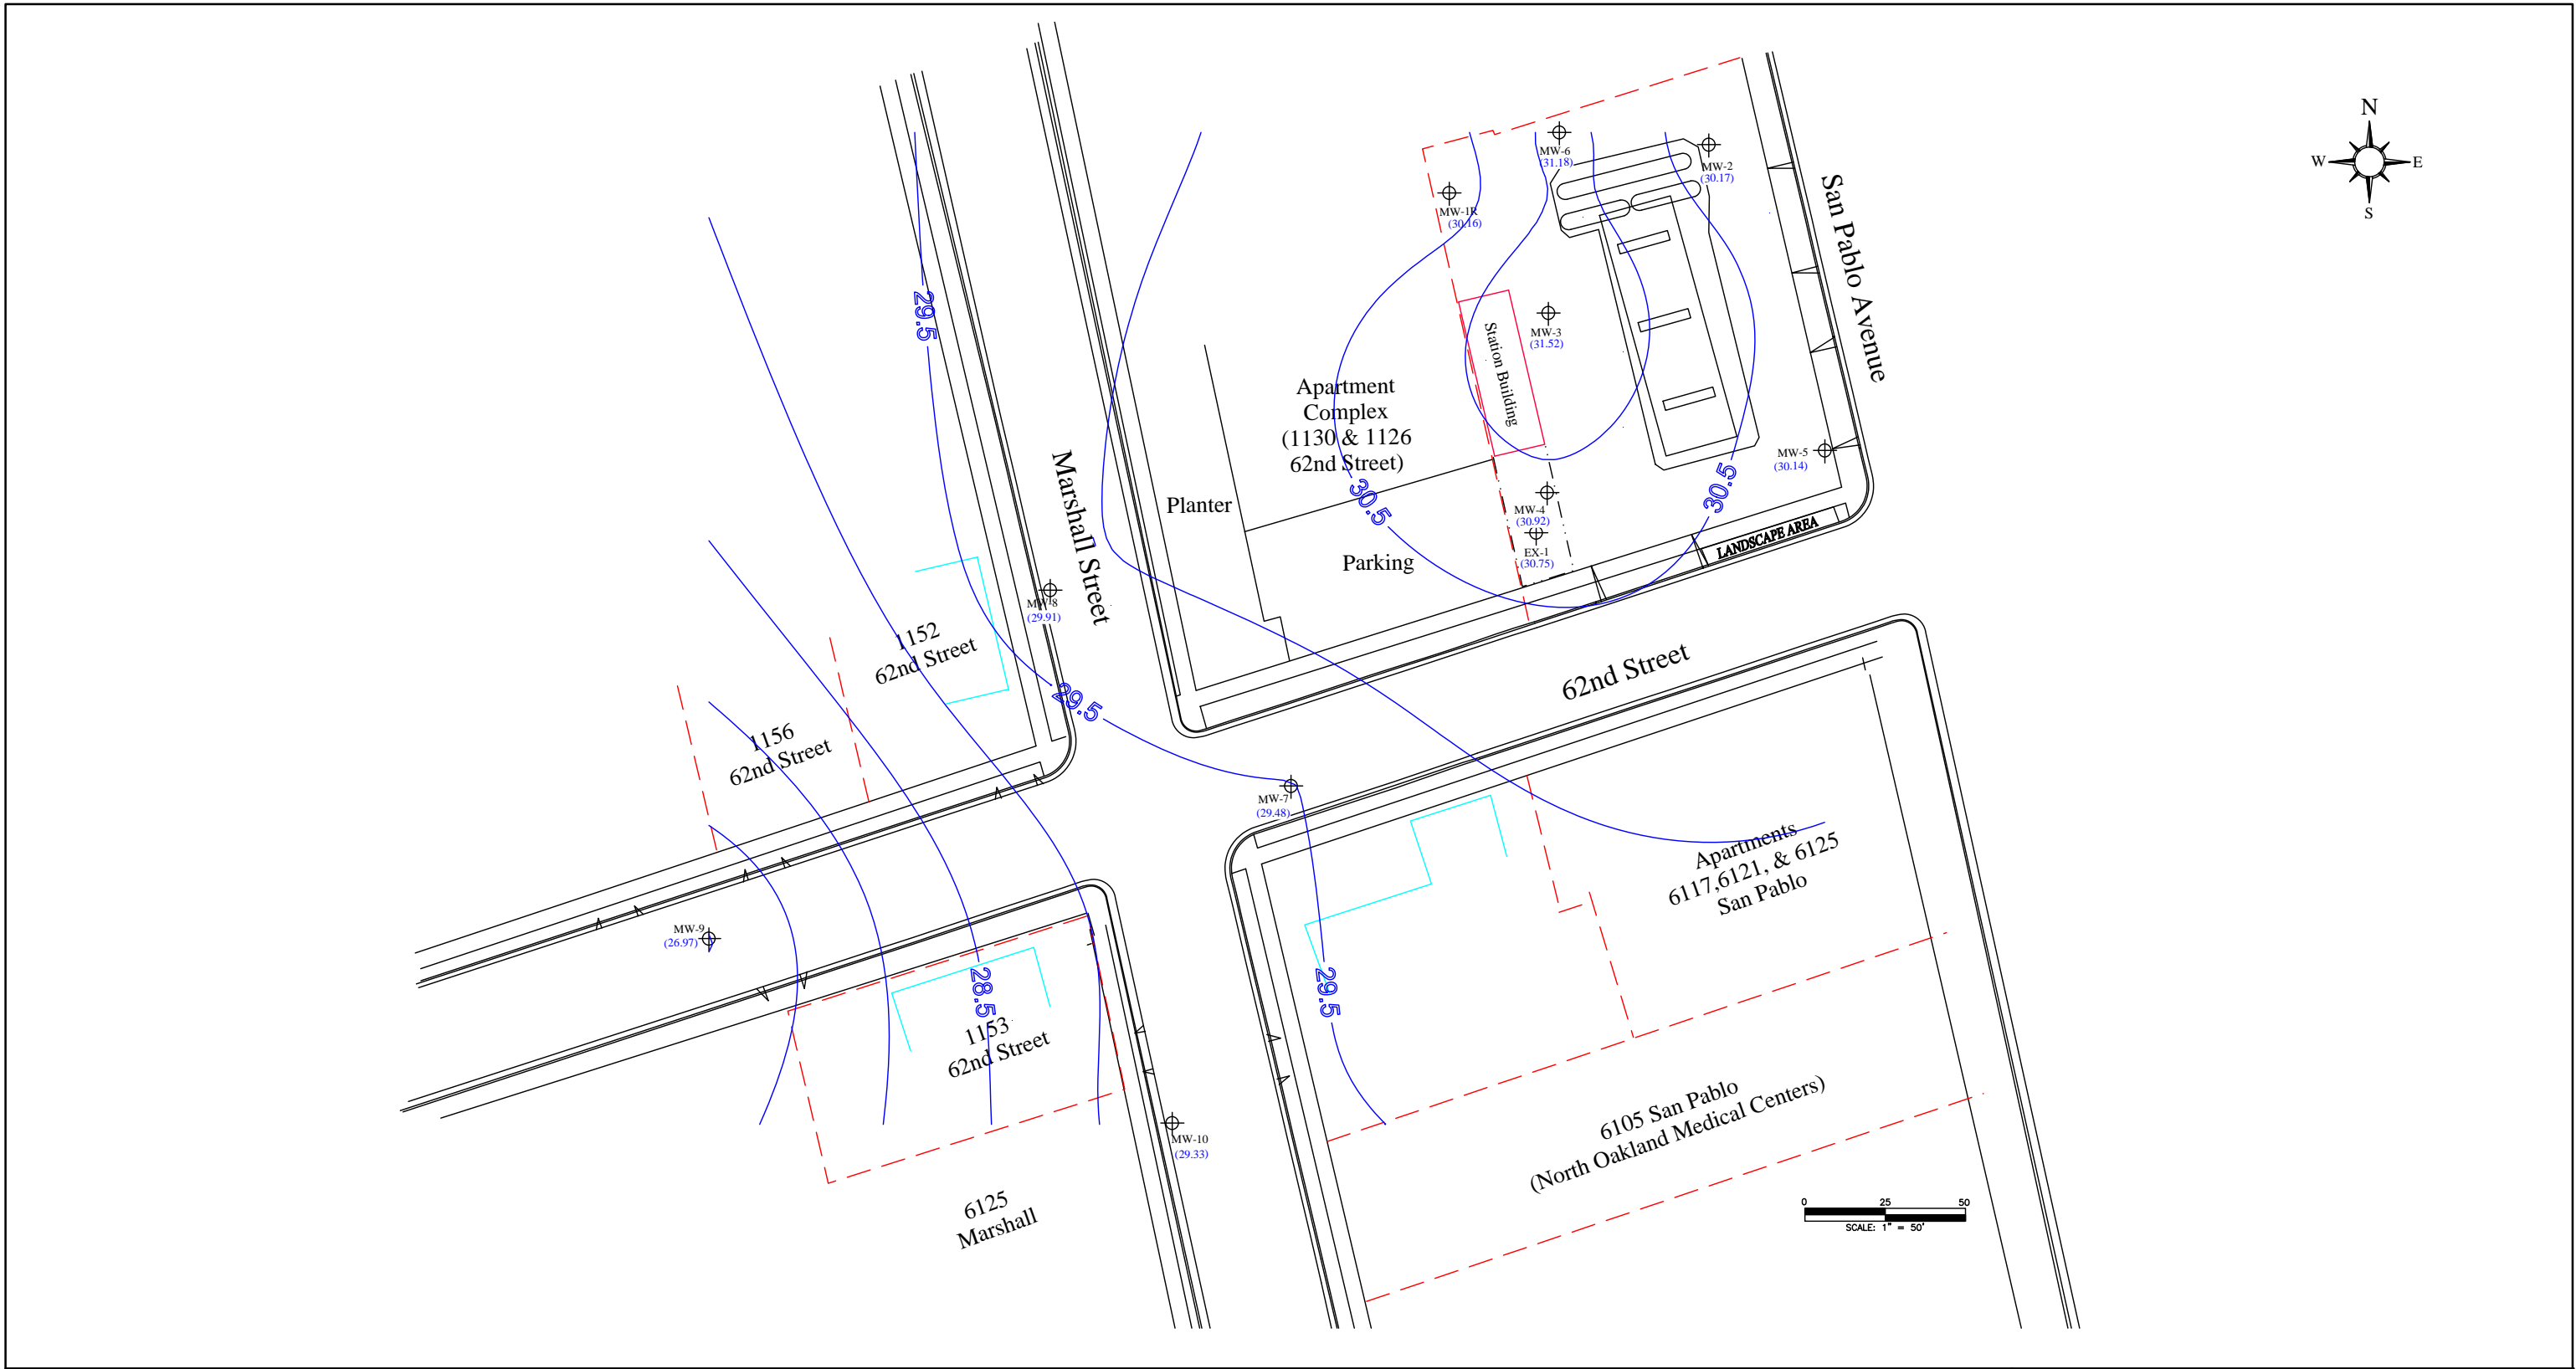 N
W
E
S
MW-6
(31.18)
MW-2
(30.17)
MW-1R
(30.16)
San Pablo Avenue
29.5
MW-3
(31.52)
Station Building
Apartment
Complex
(1130 & 1126
62nd Street)
Marshall Street
MW-5
(30.14)
30.5
30.5
Planter
MW-4
(30.92)
EX-1
(30.75)
LANDSCAPE AREA
Parking
MW-8
(29.91)
1152
62nd Street
62nd Street
29.5
1156
62nd Street
MW-7
(29.48)
Apartments
6117,6121, & 6125
San Pablo
MW-9
(26.97)
28.5
29.5
1153
62nd Street
6105 San Pablo
(North Oakland Medical Centers)
MW-10
(29.33)
6125
Marshall
0 25 50
SCALE: 1" = 50'